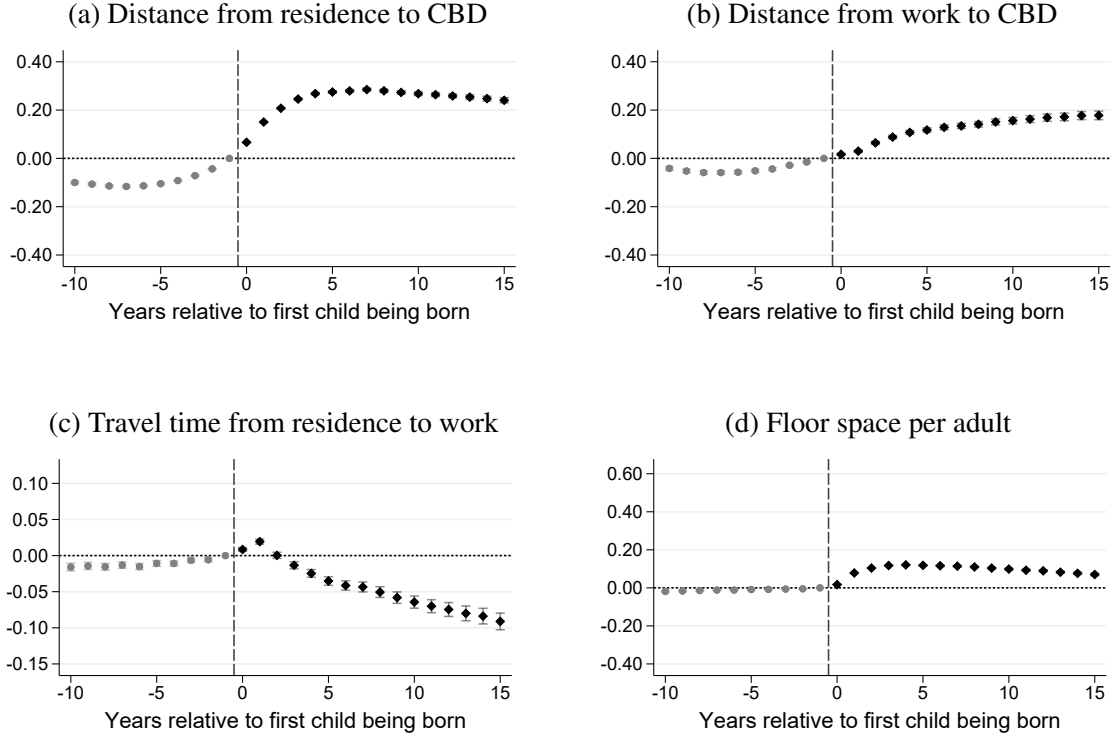 (a) Distance from residence to CBD
0.40
0.20
0.00
-0.20
-0.40
-10 -5 0 5 10 15
Years relative to first child being born
(b) Distance from work to CBD
0.40
0.20
0.00
-0.20
-0.40
-10 -5 0 5 10 15
Years relative to first child being born
(c) Travel time from residence to work
0.10
0.05
0.00
-0.05
-0.10
-0.15
-10 -5 0 5 10 15
Years relative to first child being born
(d) Floor space per adult
0.60
0.40
0.20
0.00
-0.20
-0.40
-10 -5 0 5 10 15
Years relative to first child being born